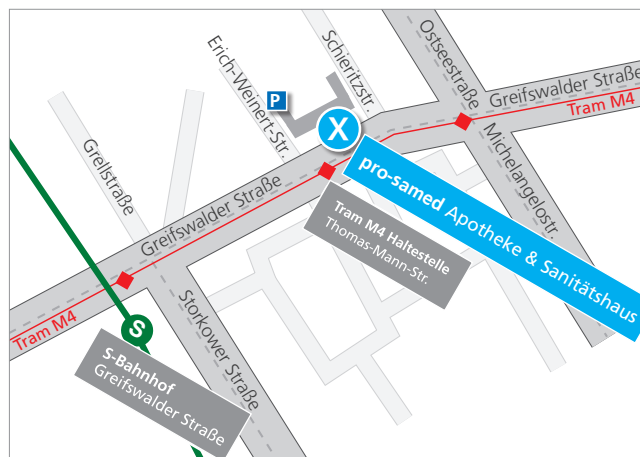 Ostseestraße
Schieritzstr.
Erich-Weinert-Str.
P
Greifswalder Straße
Tram M4
X
Michelangelostr.
Grellstraße
pro-samed Apotheke & Sanitätshaus
Greifswalder Straße
Tram M4 Haltestelle
Thomas-Mann-Str.
Tram M4
S
Storkower Straße
S-Bahnhof
Greifswalder Straße